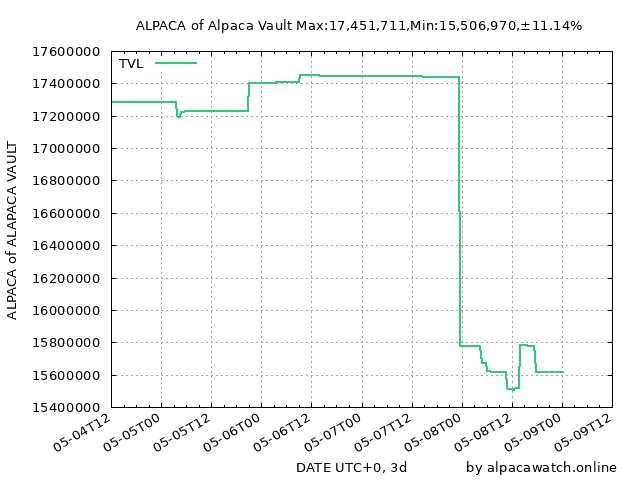 ALPACA of Alpaca Vault Max:17,451,711,Min:15,506,970,±11.14%
17600000
17400000
17200000
17000000
16800000
16600000
16400000
16200000
16000000
15800000
15600000
15400000
TVL
ALPACA of ALAPACA VAULT
05-04T12
05-05T00
05-05T12
05-06T00
05-06T12
05-07T00
05-07T12
05-08T00
05-08T12
05-09T00
05-09T12
DATE UTC+0, 3d
by alpacawatch.online